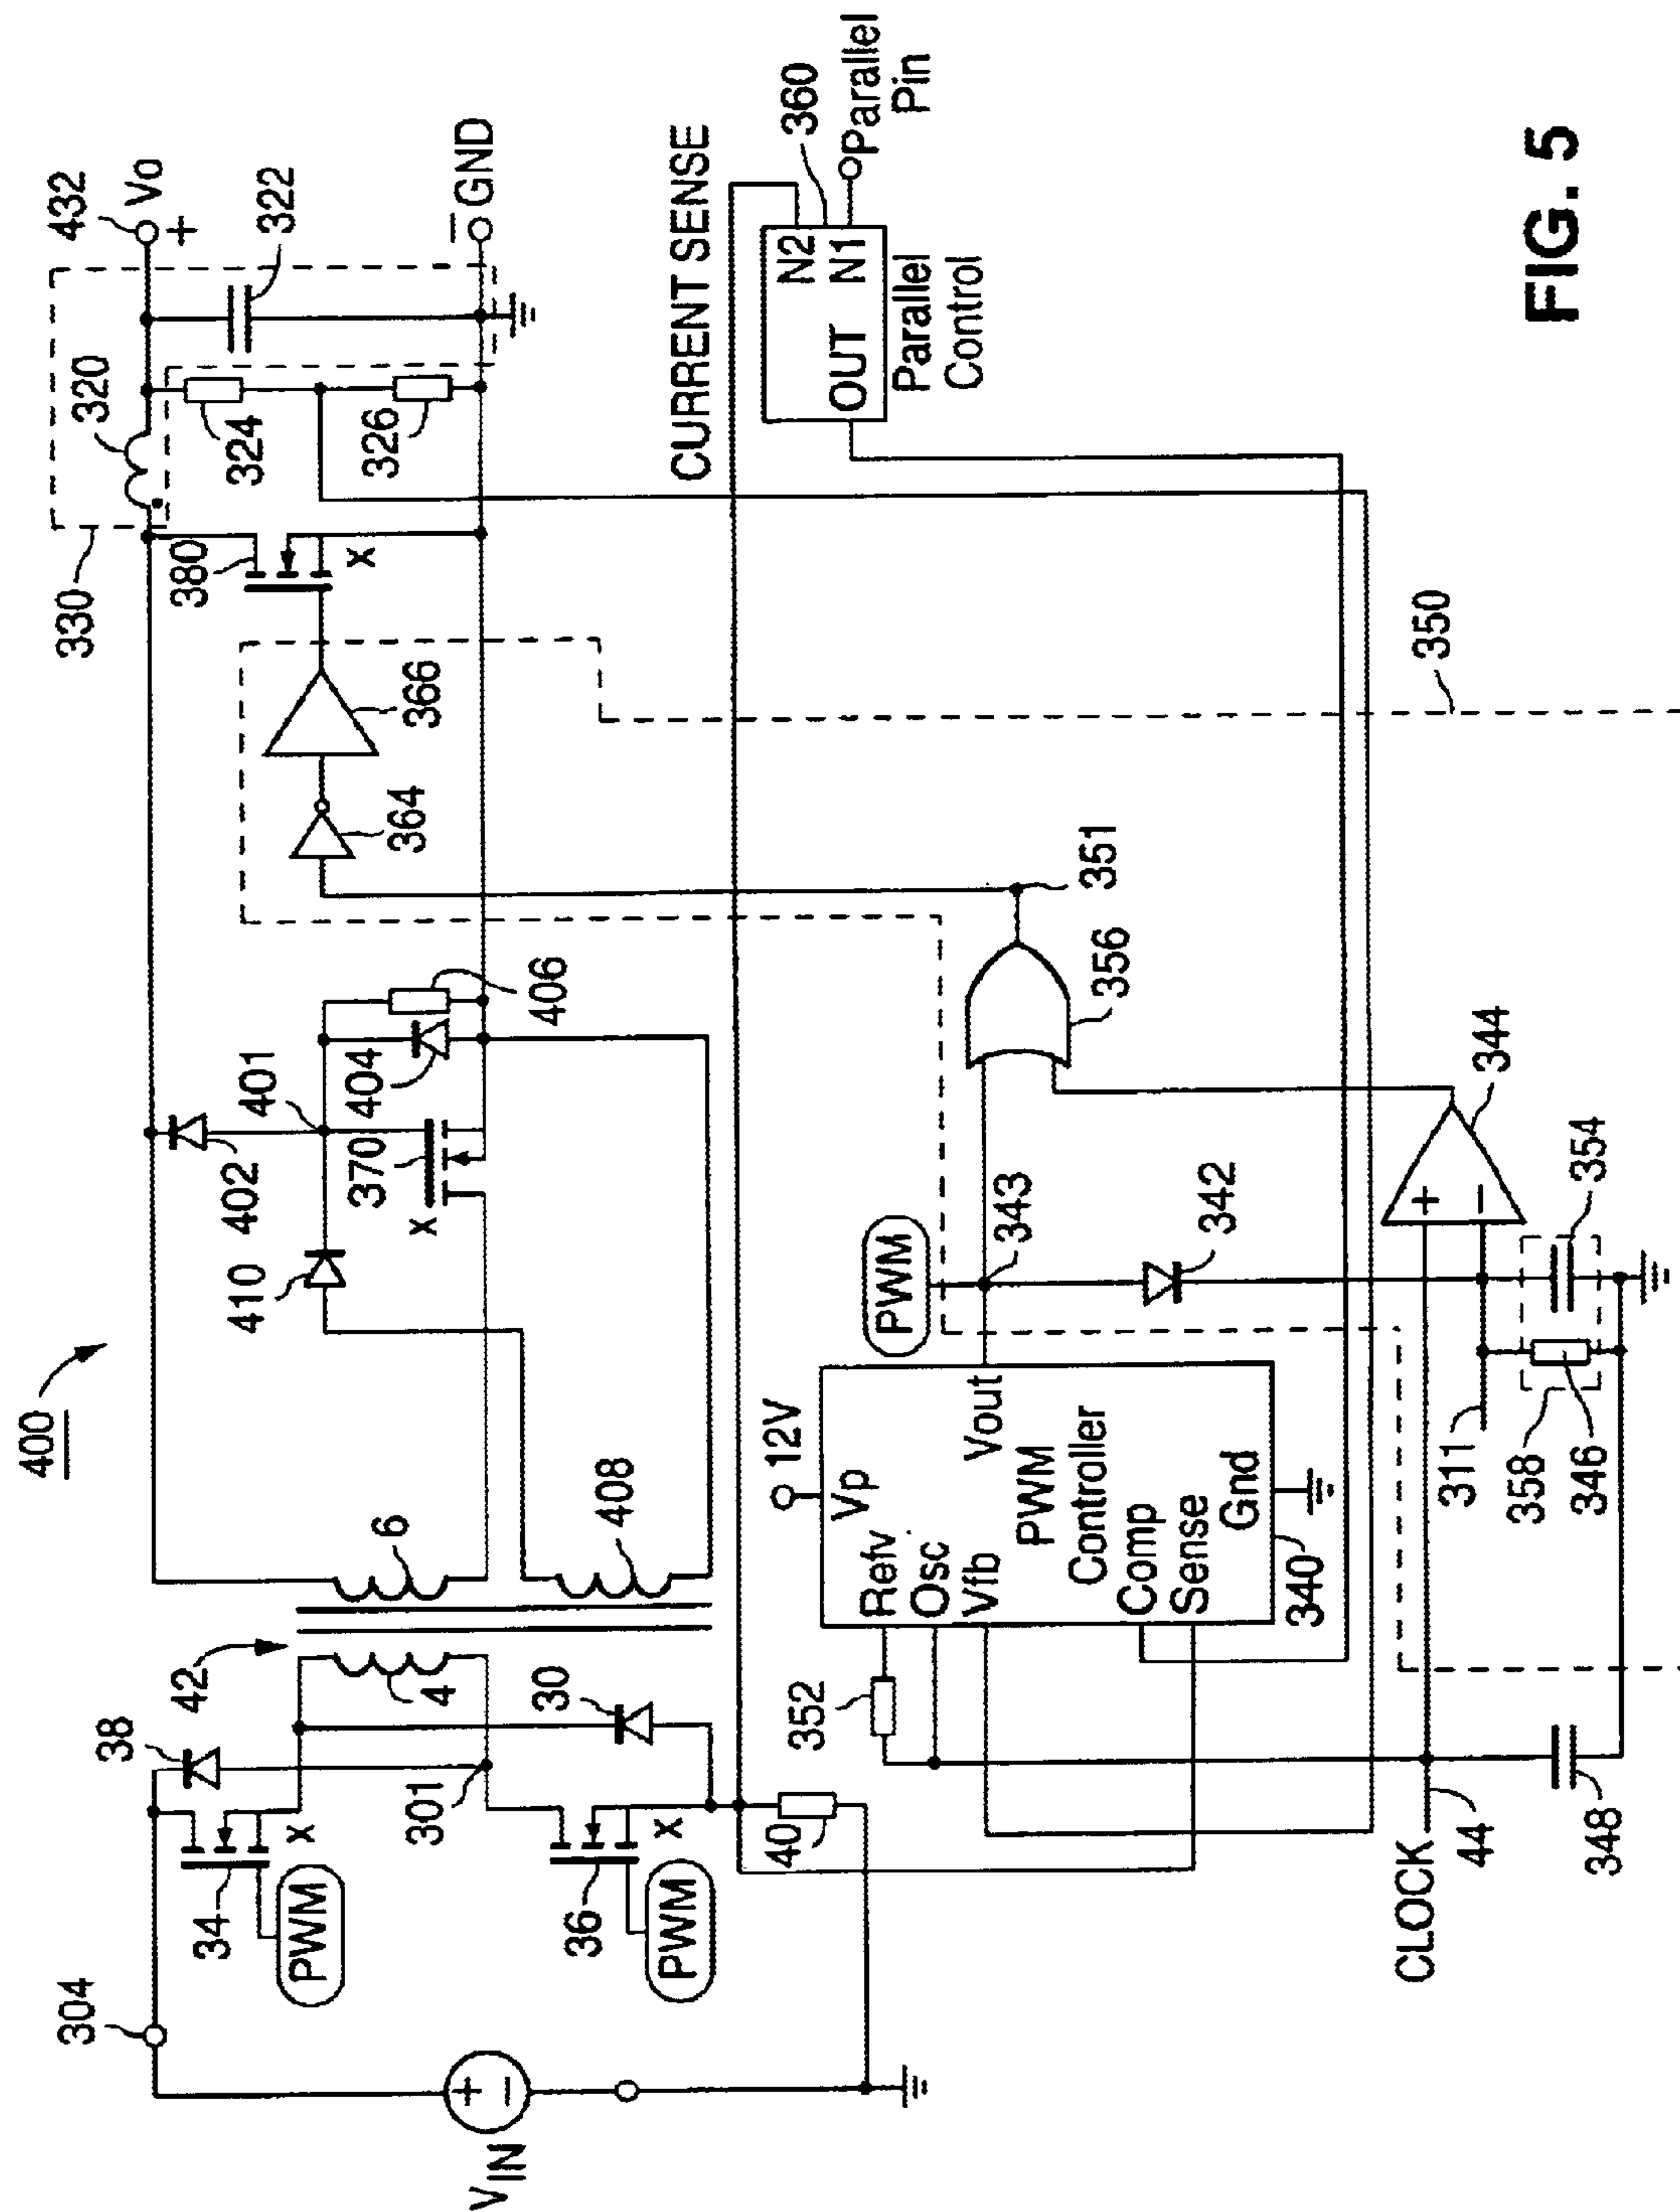 400
304
V_IN
34
PWM
38
42
4
6
301
36
PWM
30
40
408
410
402
401
370
X
404
406
364
366
380
X
330
320
324
326
322
432
Vo
+
−
GND
X
X
+
−
CURRENT SENSE
N2
OUT N1
360
Parallel
Pin
Parallel
Control
12V
Vp
Refv
Osc
Vfb
Vout
PWM
Controller
Comp
Sense
Gnd
340
352
PWM
343
342
356
351
350
344
+
−
354
311
358
346
CLOCK
44
348
FIG. 5